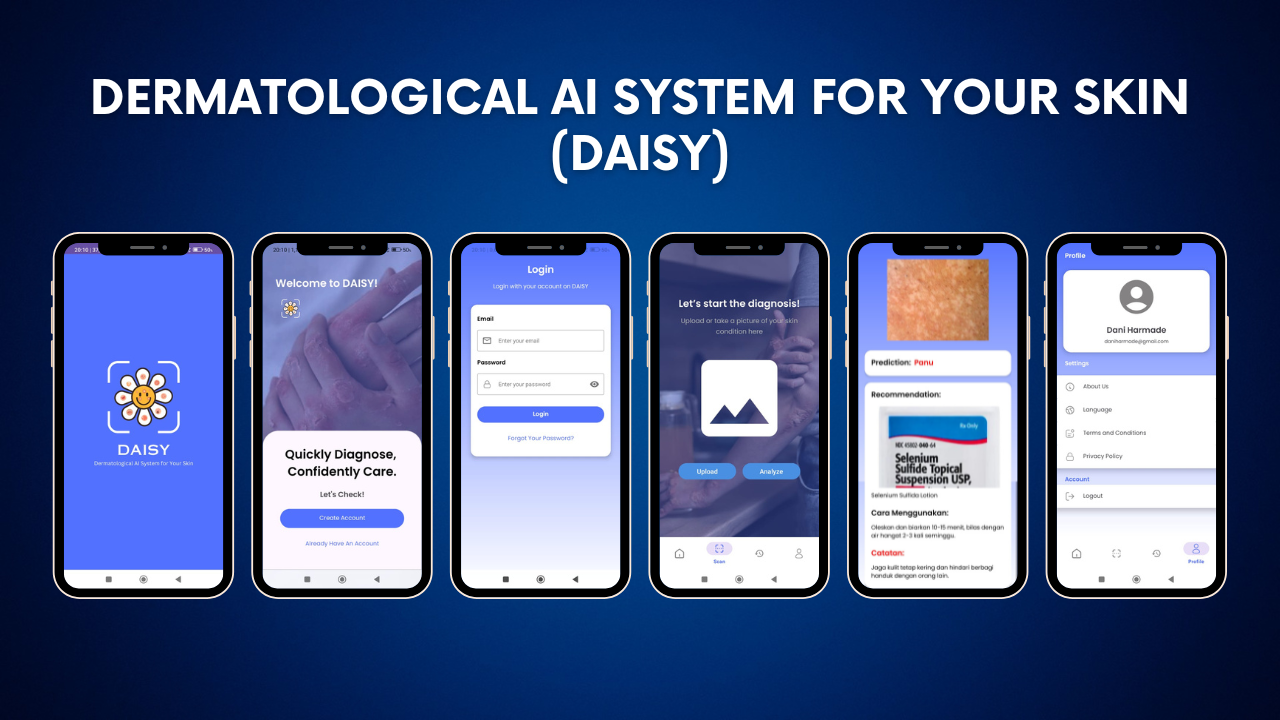 DERMATOLOGICAL AI SYSTEM FOR YOUR SKIN
(DAISY)
DAISY
Dermatological AI System for Your Skin
Welcome to DAISY!
Quickly Diagnose,
Confidently Care.
Let's Check!
Create Account
Already Have An Account
Login
Login with your account on DAISY
Email
Enter your email
Password
Enter your password
Login
Forgot Your Password?
Let's start the diagnosis!
Upload or take a picture of your skin
condition here
Upload
Analyze
Scan
Prediction: Panu
Recommendation:
Rx Only
NDC 45802-040-64
Selenium
Sulfide Topical
Suspension USP,
Selenium Sulfida Lotion
Cara Menggunakan:
Oleskan dan biarkan 10-15 menit, bilas dengan
air hangat 2-3 kali seminggu.
Catatan:
Jaga kulit tetap kering dan hindari berbagi
handuk dengan orang lain.
Profile
Dani Harmade
daniharmade@gmail.com
Settings
About Us
Language
Terms and Conditions
Privacy Policy
Account
Logout
Profile